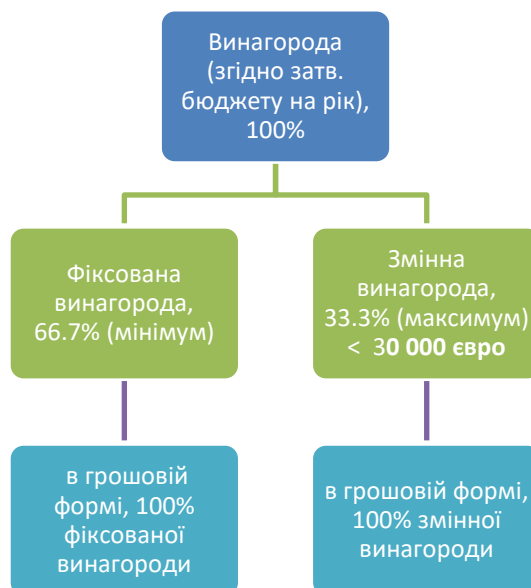 Винагорода
(згідно затв.
бюджету на рік),
100%
Фіксована
винагорода,
66.7% (мінімум)
Змінна
винагорода,
33.3% (максимум)
< 30 000 євро
в грошовій
формі, 100%
фіксованої
винагороди
в грошовій формі,
100% змінної
винагороди